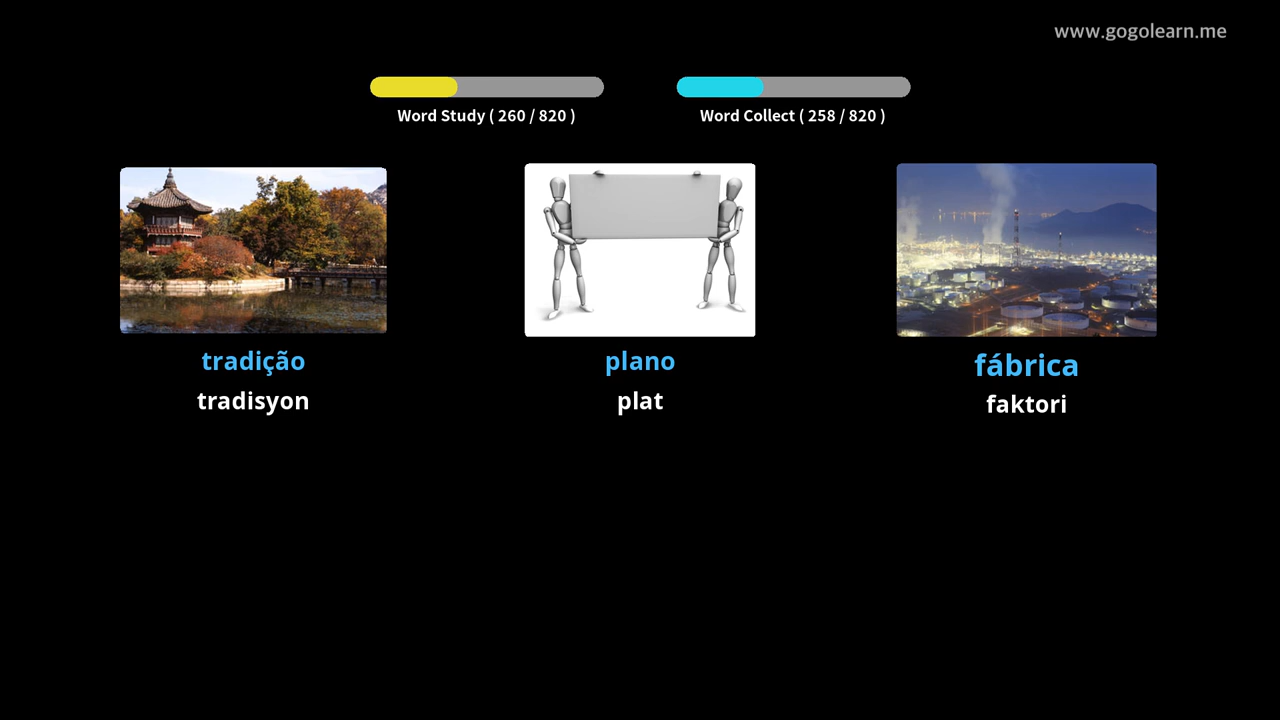 www.gogolearn.me
Word Study ( 260 / 820 )
Word Collect ( 258 / 820 )
tradição
tradisyon
plano
plat
fábrica
faktori